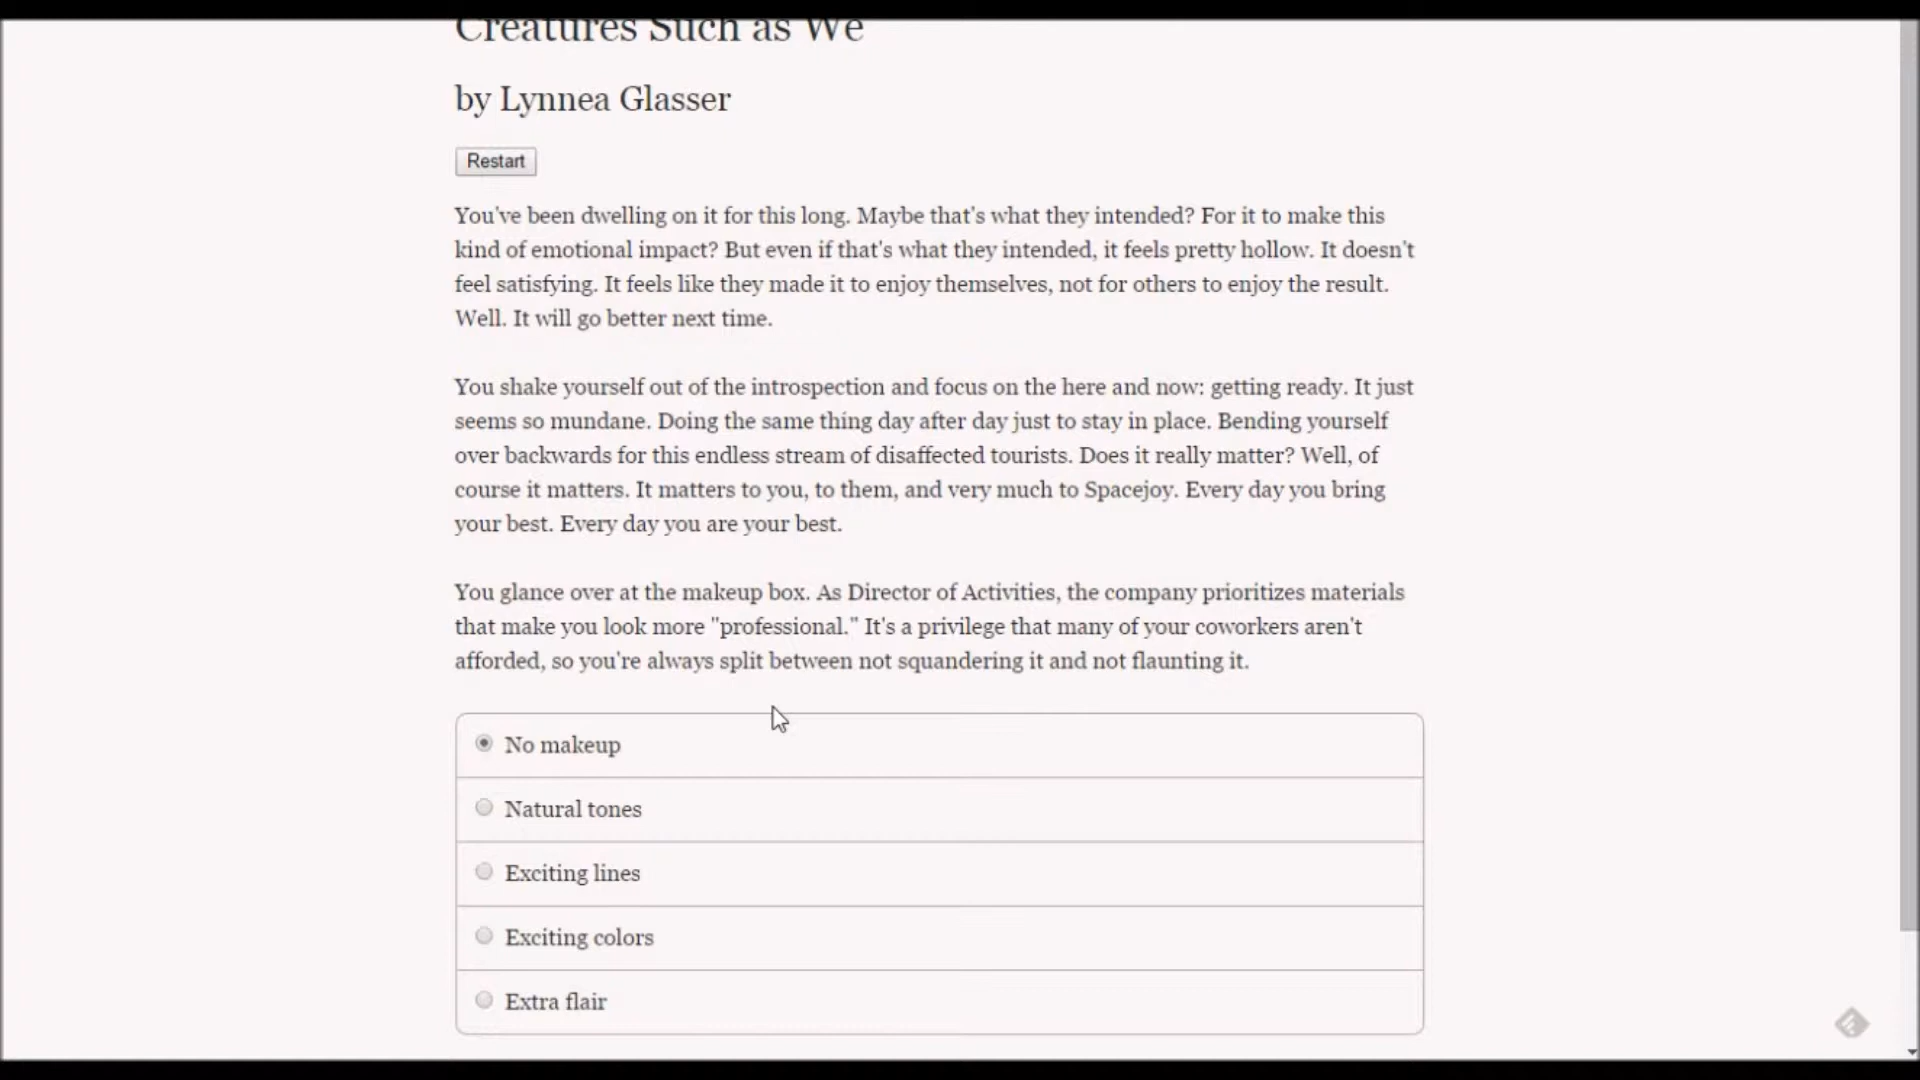 Creatures Such as We
by Lynnea Glasser
Restart
You've been dwelling on it for this long. Maybe that's what they intended? For it to make this
kind of emotional impact? But even if that's what they intended, it feels pretty hollow. It doesn't
feel satisfying. It feels like they made it to enjoy themselves, not for others to enjoy the result.
Well. It will go better next time.
You shake yourself out of the introspection and focus on the here and now: getting ready. It just
seems so mundane. Doing the same thing day after day just to stay in place. Bending yourself
over backwards for this endless stream of disaffected tourists. Does it really matter? Well, of
course it matters. It matters to you, to them, and very much to Spacejoy. Every day you bring
your best. Every day you are your best.
You glance over at the makeup box. As Director of Activities, the company prioritizes materials
that make you look more "professional." It's a privilege that many of your coworkers aren't
afforded, so you're always split between not squandering it and not flaunting it.
No makeup
Natural tones
Exciting lines
Exciting colors
Extra flair